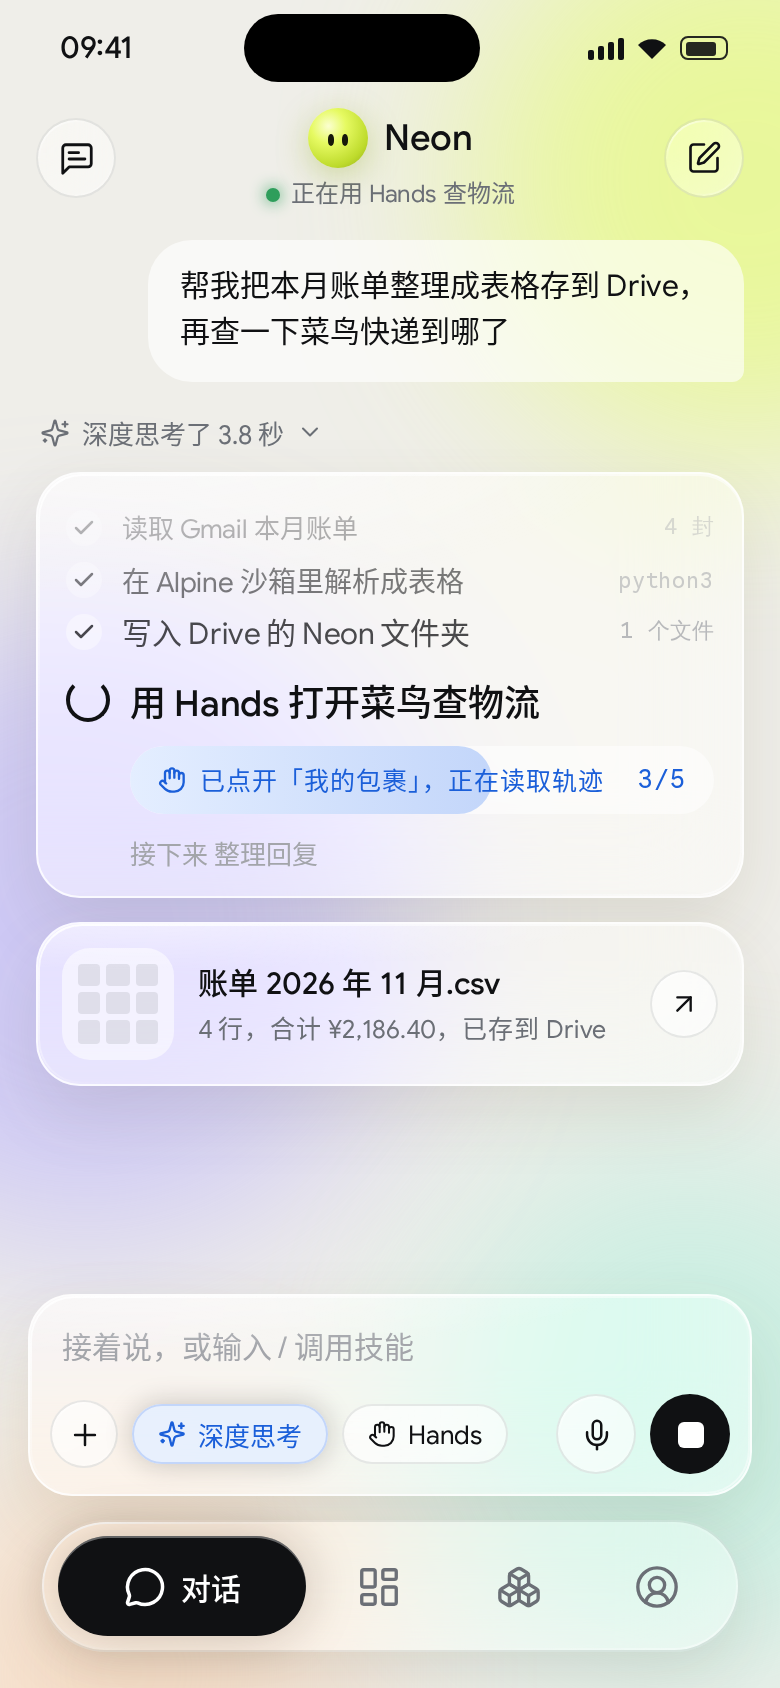 09:41
Neon
正在用 Hands 查物流
帮我把本月账单整理成表格存到 Drive，
再查一下菜鸟快递到哪了
深度思考了 3.8 秒
读取 Gmail 本月账单 4 封
在 Alpine 沙箱里解析成表格 python3
写入 Drive 的 Neon 文件夹 1 个文件
用 Hands 打开菜鸟查物流
已点开「我的包裹」，正在读取轨迹 3/5
接下来 整理回复
账单 2026 年 11 月.csv
4 行，合计 ¥2,186.40，已存到 Drive
接着说，或输入 / 调用技能
深度思考 Hands
对话